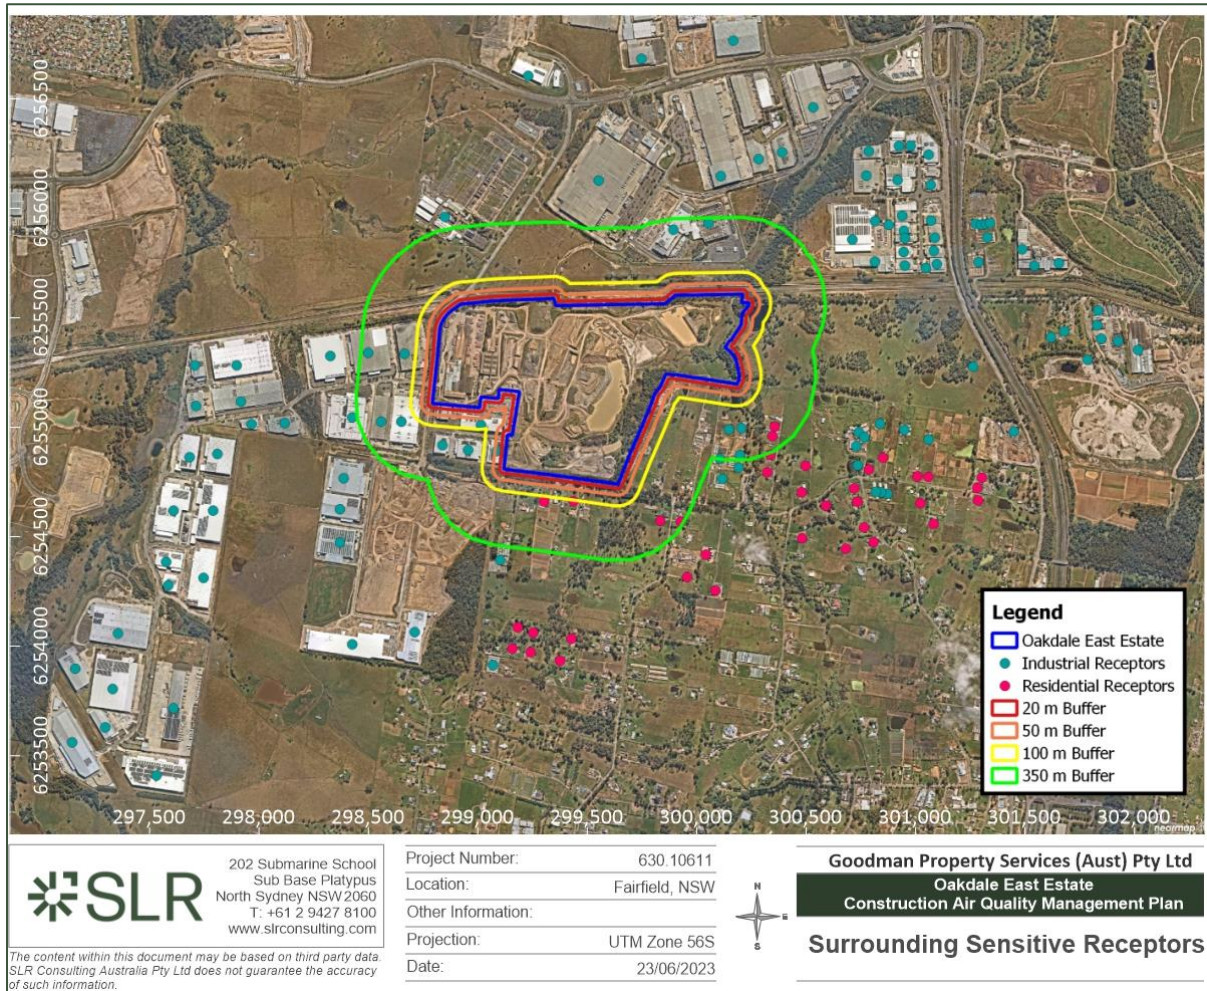 6256500
6256000
6255500
6255000
6254500
6254000
6253500
297,500 298,000 298,500 299,000 299,500 300,000 300,500 301,000 301,500 302,000
nearmap
Legend
Oakdale East Estate
Industrial Receptors
Residential Receptors
20 m Buffer
50 m Buffer
100 m Buffer
350 m Buffer
SLR
202 Submarine School
Sub Base Platypus
North Sydney NSW 2060
T: +61 2 9427 8100
www.slrconsulting.com
The content within this document may be based on third party data.
SLR Consulting Australia Pty Ltd does not guarantee the accuracy
of such information.
Project Number: 630.10611
Location: Fairfield, NSW
Other Information:
Projection: UTM Zone 56S
Date: 23/06/2023
N
E
S
Goodman Property Services (Aust) Pty Ltd
Oakdale East Estate
Construction Air Quality Management Plan
Surrounding Sensitive Receptors